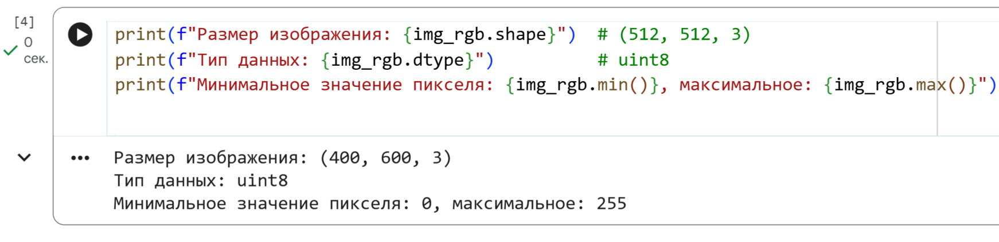 [4]
0
сек.
print(f"Размер изображения: {img_rgb.shape}")  # (512, 512, 3)
print(f"Тип данных: {img_rgb.dtype}")          # uint8
print(f"Минимальное значение пикселя: {img_rgb.min()}, максимальное: {img_rgb.max()}")
Размер изображения: (400, 600, 3)
Тип данных: uint8
Минимальное значение пикселя: 0, максимальное: 255